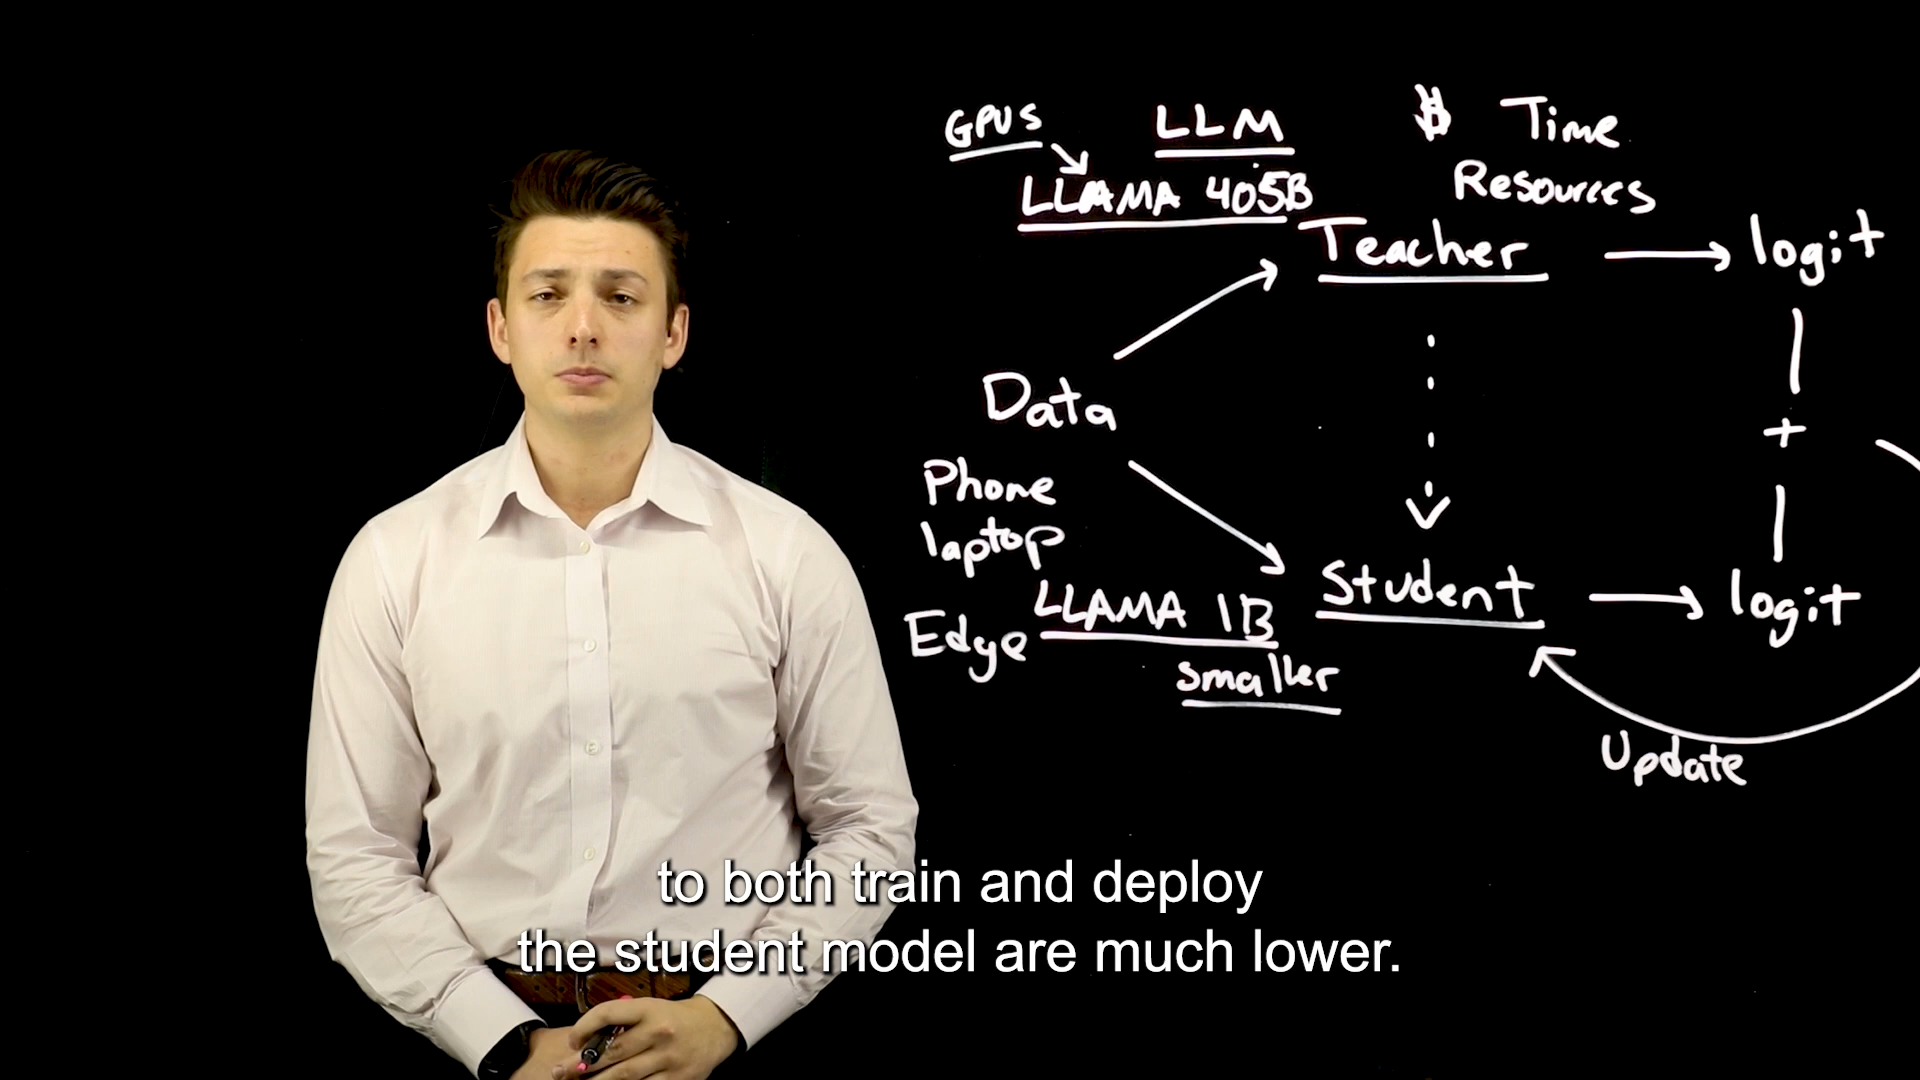 GPUS LLM $ Time
LLAMA 405B Resources
Teacher → logit
Data
+
Phone
laptop
LLAMA 1B Student → logit
Edge
smaller
Update
to both train and deploy
the student model are much lower.